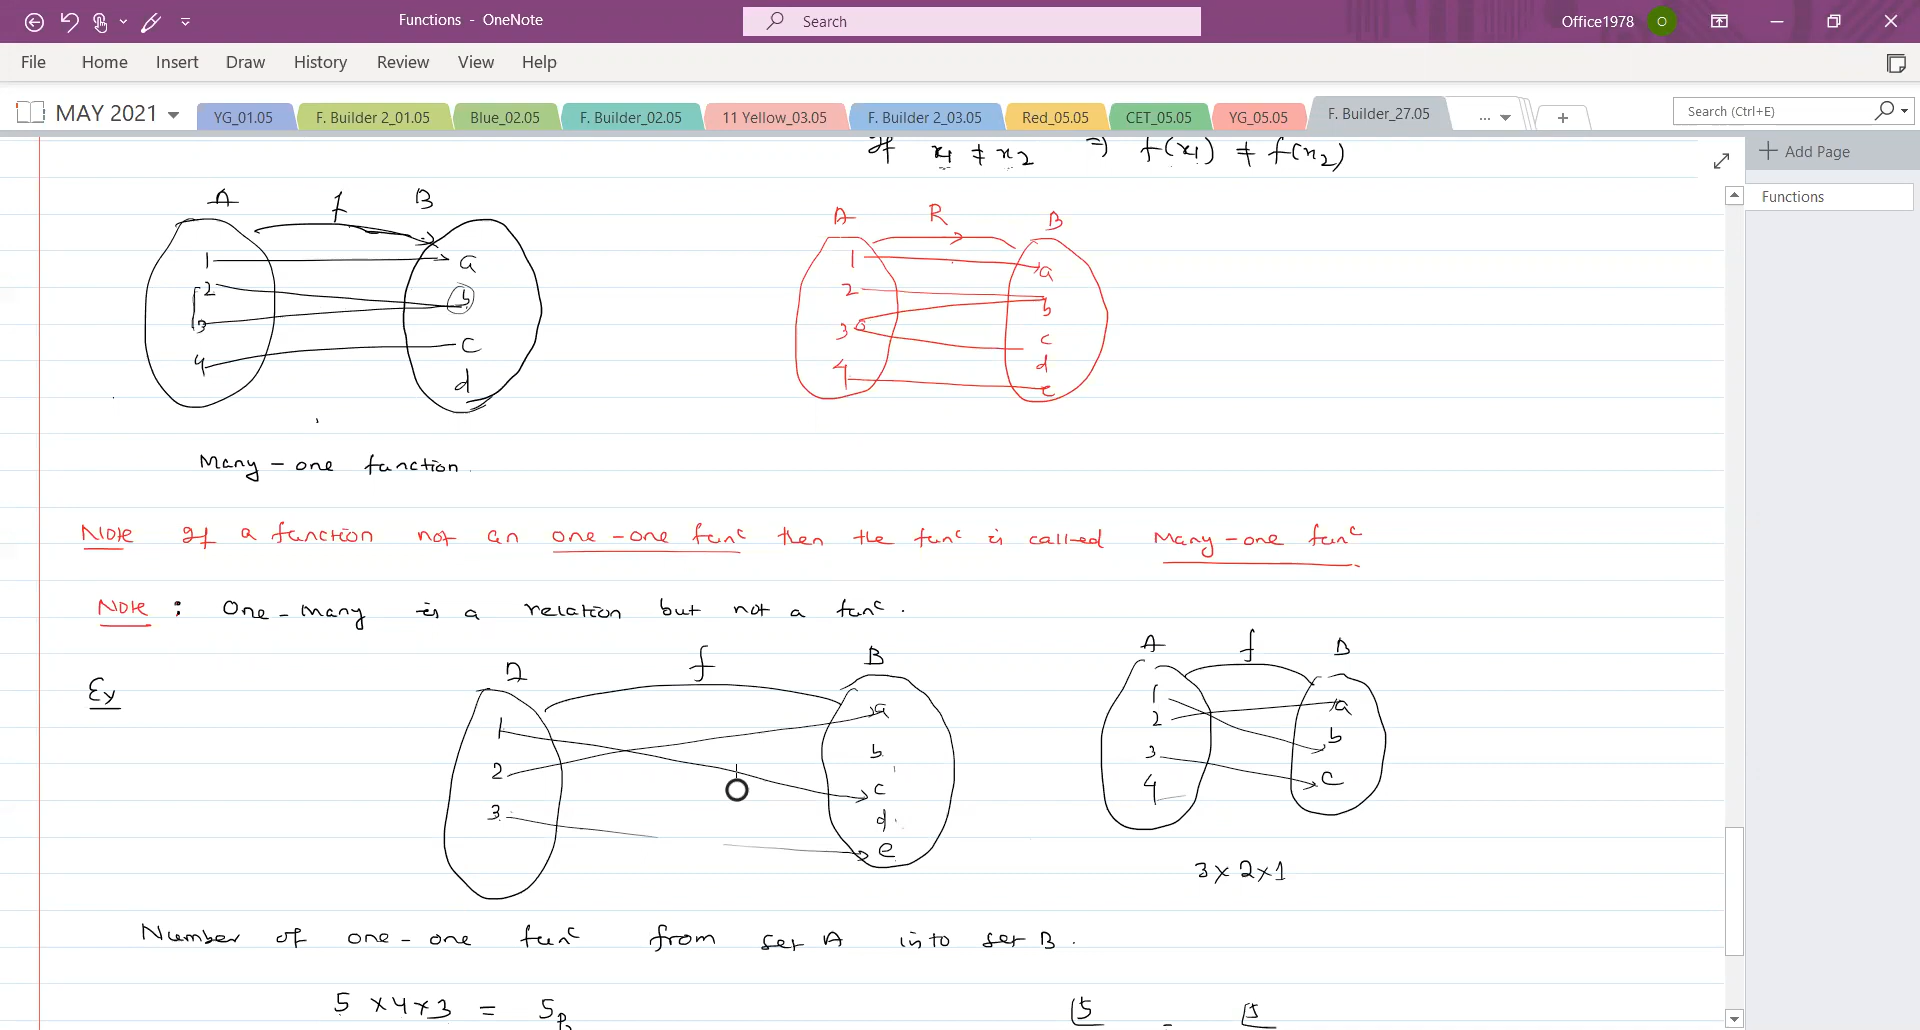 Functions - OneNote
Search
Office1978
O
File Home Insert Draw History Review View Help
MAY 2021
YG_01.05 F. Builder 2_01.05 Blue_02.05 F. Builder_02.05 11 Yellow_03.05 F. Builder 2_03.05 Red_05.05 CET_05.05 YG_05.05 F. Builder_27.05 ...
Search (Ctrl+E)
Add Page
Functions
If x1 ≠ x2 ⇒ f(x1) ≠ f(x2)
A f B
1 a
2 b
3
4 c
d
A R B
1 a
2 b
3 c
d
4 e
Many - one function.
Note If a function not an one - one funᶜ then the funᶜ is called Many - one funᶜ
Note : One - many is a relation but not a funᶜ .
Ex
A f B
1 a
b
2 c
3 d
e
A f B
1 a
2 b
3 c
4
3 x 2 x 1
Number of one - one funᶜ from set A into set B .
5 x 4 x 3 = 5p
5 5